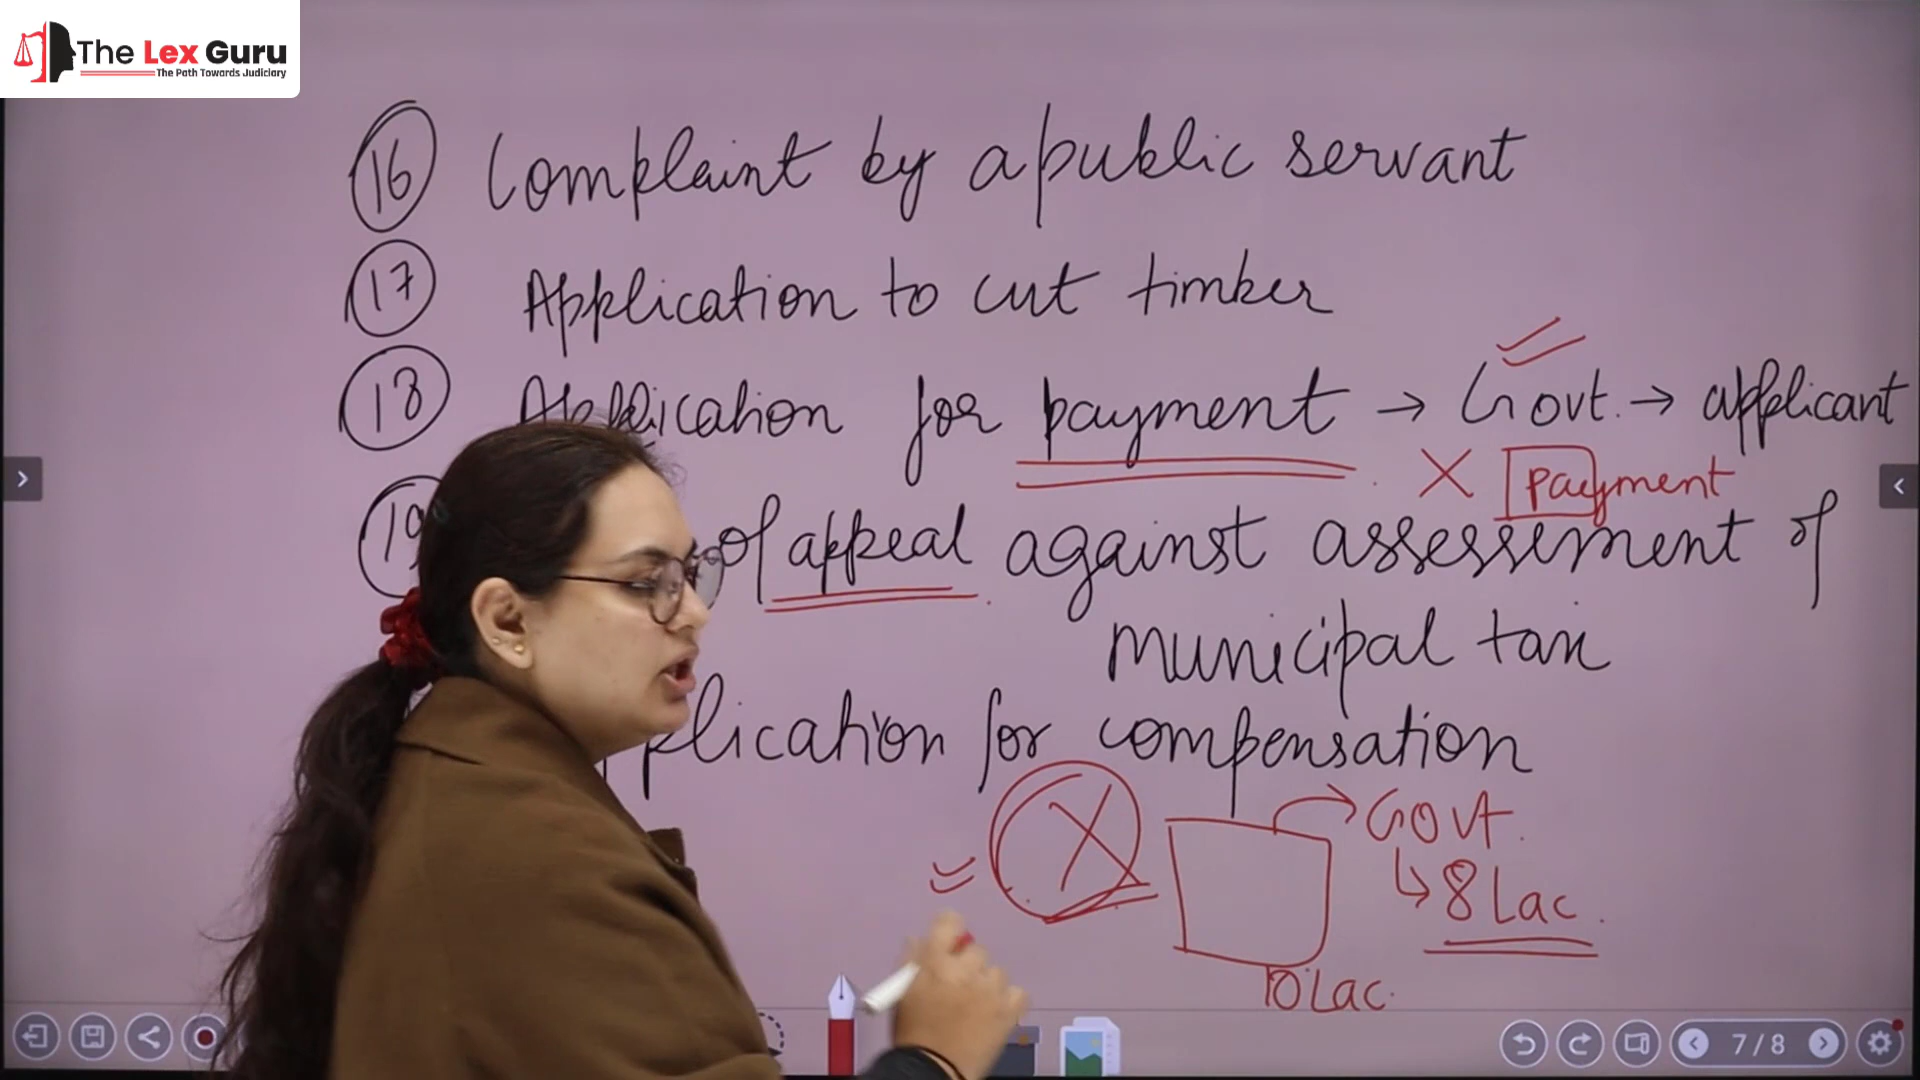 The Lex Guru
The Path Towards Judiciary
16 Complaint by a public servant
17 Application to cut timber
18 Application for payment → Govt. → applicant
X payment
19 of appeal against assessement of
municipal tax
plication for compensation
X
Govt.
8 Lac.
10 Lac.
7 / 8